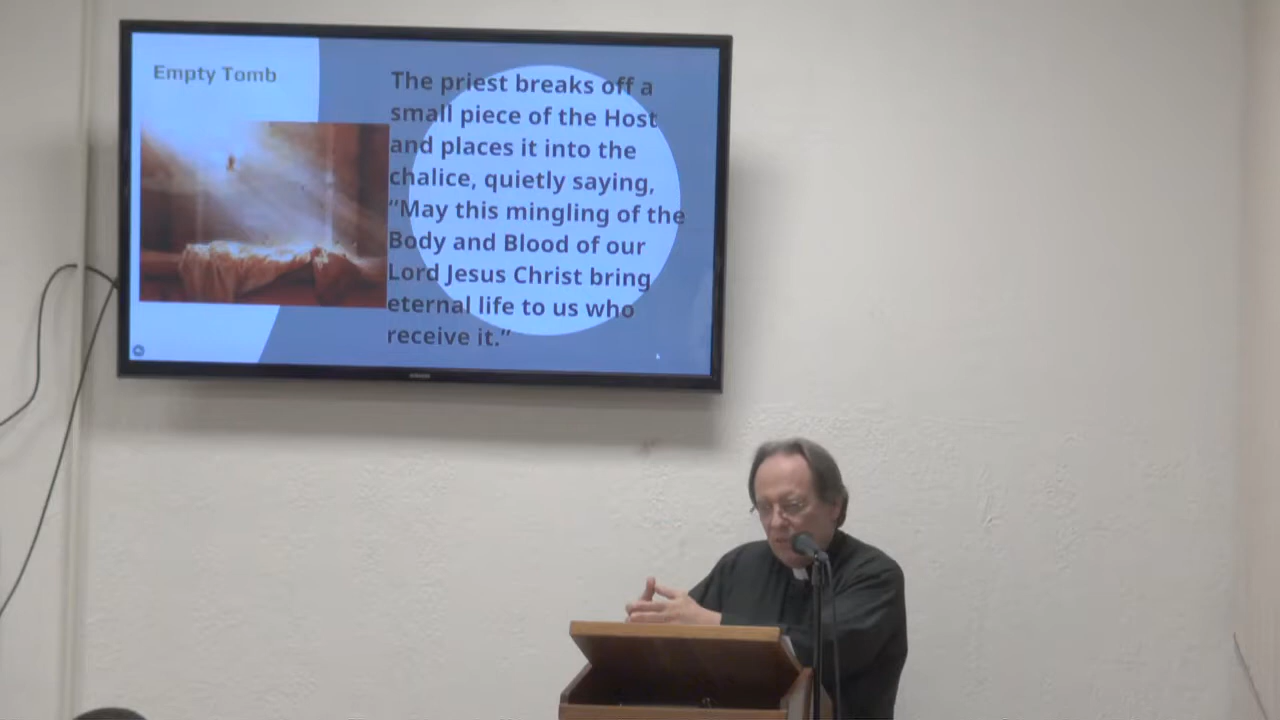 Empty Tomb
The priest breaks off a
small piece of the Host
and places it into the
chalice, quietly saying,
“May this mingling of the
Body and Blood of our
Lord Jesus Christ bring
eternal life to us who
receive it.”